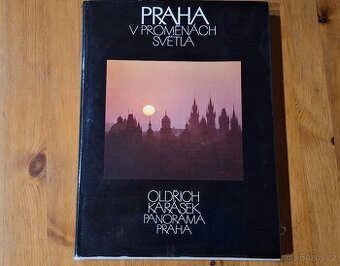 PRAHA
V PROMĚNÁCH
SVĚTLA
OLDŘICH
KARÁSEK
PANORAMA
PRAHA